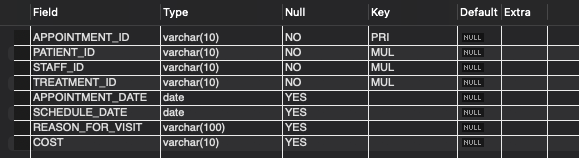 Field Type Null Key Default Extra
APPOINTMENT_ID varchar(10) NO PRI NULL
PATIENT_ID varchar(10) NO MUL NULL
STAFF_ID varchar(10) NO MUL NULL
TREATMENT_ID varchar(10) NO MUL NULL
APPOINTMENT_DATE date YES NULL
SCHEDULE_DATE date YES NULL
REASON_FOR_VISIT varchar(100) YES NULL
COST varchar(10) YES NULL